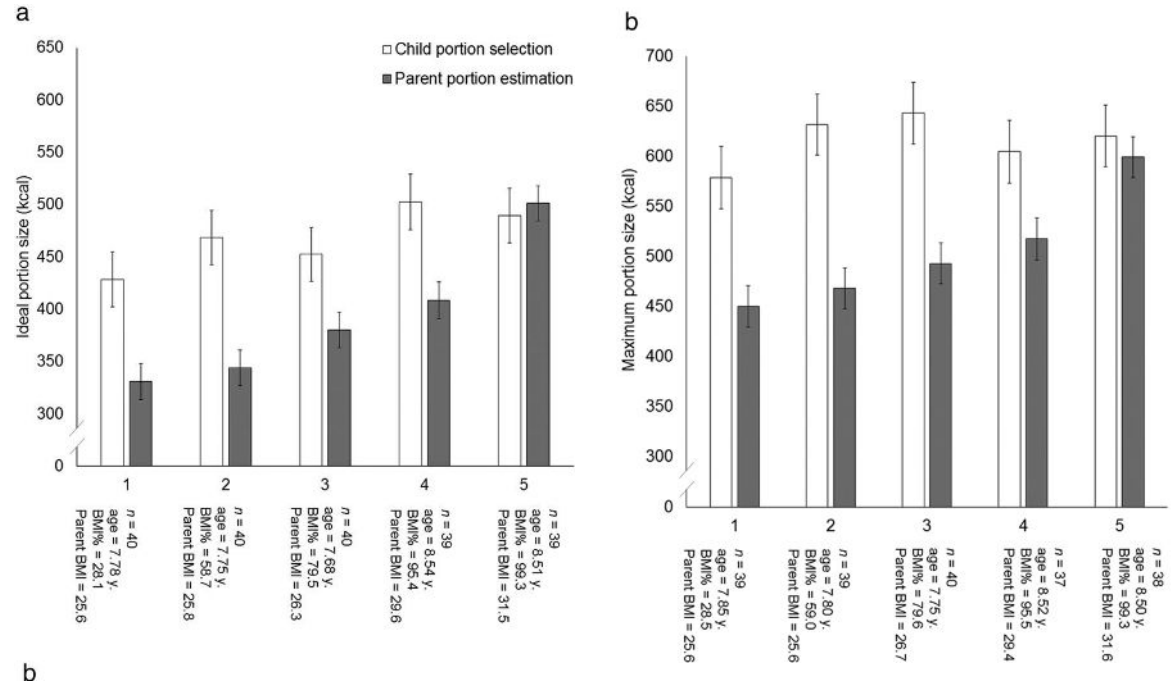 a
650
600
550
500
450
400
350
300
0
Ideal portion size (kcal)
Child portion selection
Parent portion estimation
1
2
3
4
5
n = 40
age = 7.78 y.
BMI% = 28.1
Parent BMI = 25.6
n = 40
age = 7.75 y.
BMI% = 58.7
Parent BMI = 25.8
n = 40
age = 7.68 y.
BMI% = 79.5
Parent BMI = 26.3
n = 39
age = 8.54 y.
BMI% = 95.4
Parent BMI = 29.6
n = 39
age = 8.51 y.
BMI% = 99.3
Parent BMI = 31.5
b
700
650
600
550
500
450
400
350
300
0
Maximum portion size (kcal)
1
2
3
4
5
n = 39
age = 7.85 y.
BMI% = 28.5
Parent BMI = 25.6
n = 39
age = 7.80 y.
BMI% = 59.0
Parent BMI = 25.6
n = 40
age = 7.75 y.
BMI% = 79.6
Parent BMI = 26.7
n = 37
age = 8.52 y.
BMI% = 95.5
Parent BMI = 29.4
n = 38
age = 8.50 y.
BMI% = 99.3
Parent BMI = 31.6
b